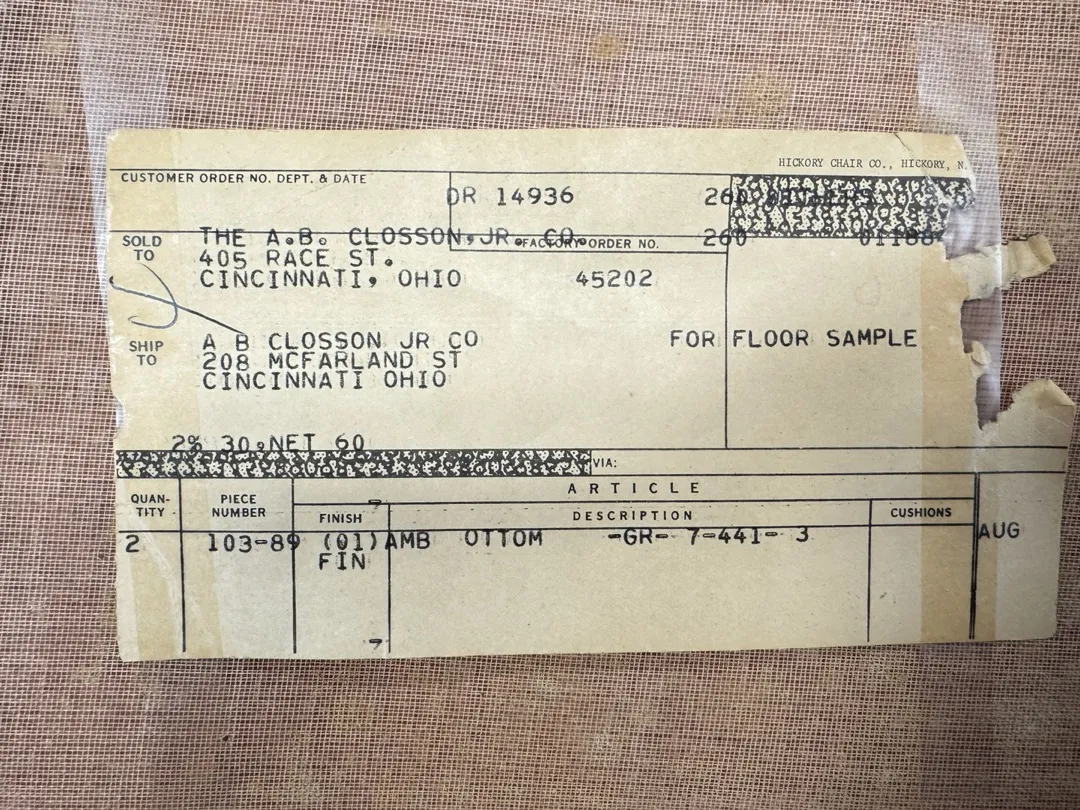 HICKORY CHAIR CO., HICKORY, N.
CUSTOMER ORDER NO. DEPT. & DATE
DR 14936 260
SOLD TO
THE A.B. CLOSSON,JR. CO.
FACTORY ORDER NO.
260
405 RACE ST.
CINCINNATI, OHIO 45202
SHIP TO
A B CLOSSON JR CO FOR FLOOR SAMPLE
208 MCFARLAND ST
CINCINNATI OHIO
2% 30,NET 60
VIA:
ARTICLE
QUAN-
TITY
PIECE
NUMBER
FINISH
DESCRIPTION
CUSHIONS
2 103-89 (01)AMB OTTOM -GR- 7-441- 3 AUG
FIN